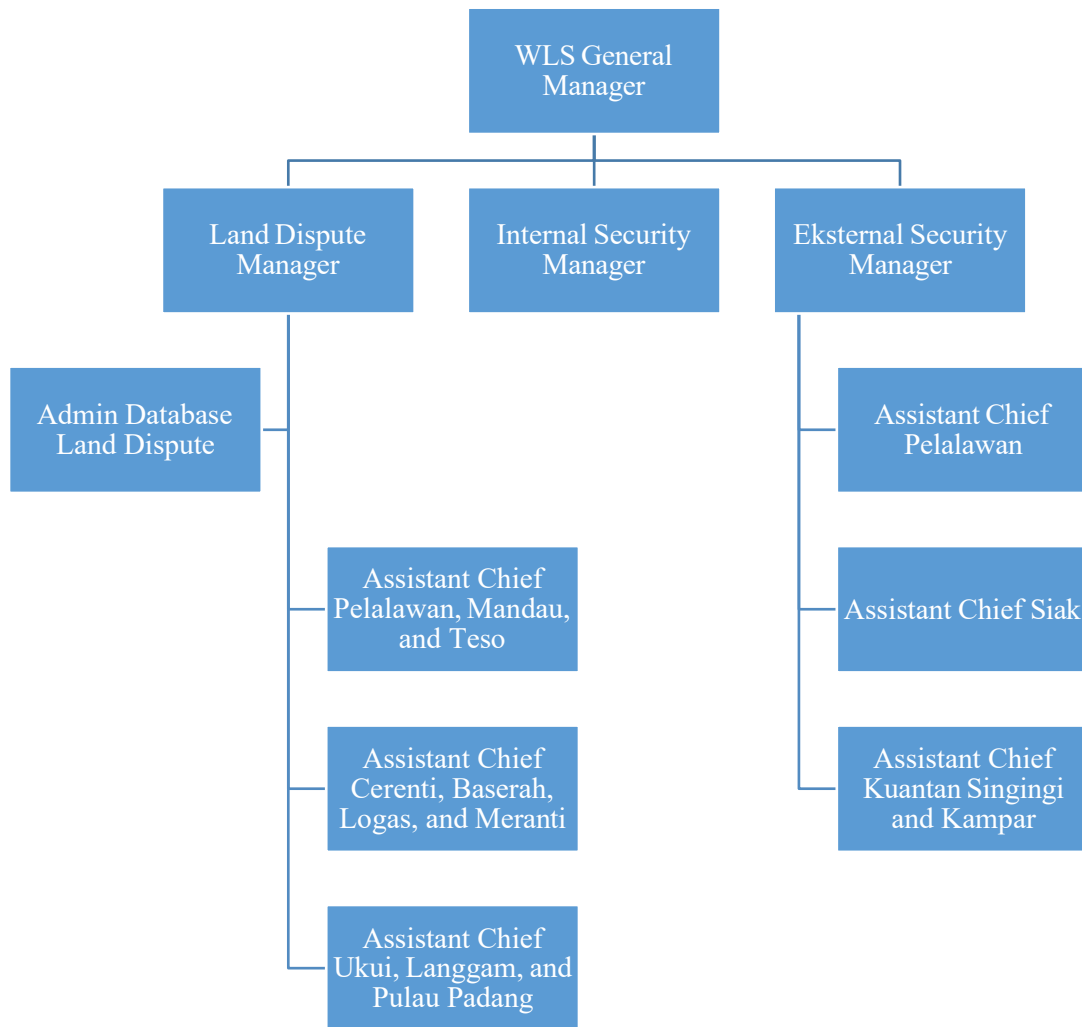 WLS General
Manager
Land Dispute
Manager
Internal Security
Manager
Eksternal Security
Manager
Admin Database
Land Dispute
Assistant Chief
Pelalawan, Mandau,
and Teso
Assistant Chief
Cerenti, Baserah,
Logas, and Meranti
Assistant Chief
Ukui, Langgam, and
Pulau Padang
Assistant Chief
Pelalawan
Assistant Chief Siak
Assistant Chief
Kuantan Singingi
and Kampar